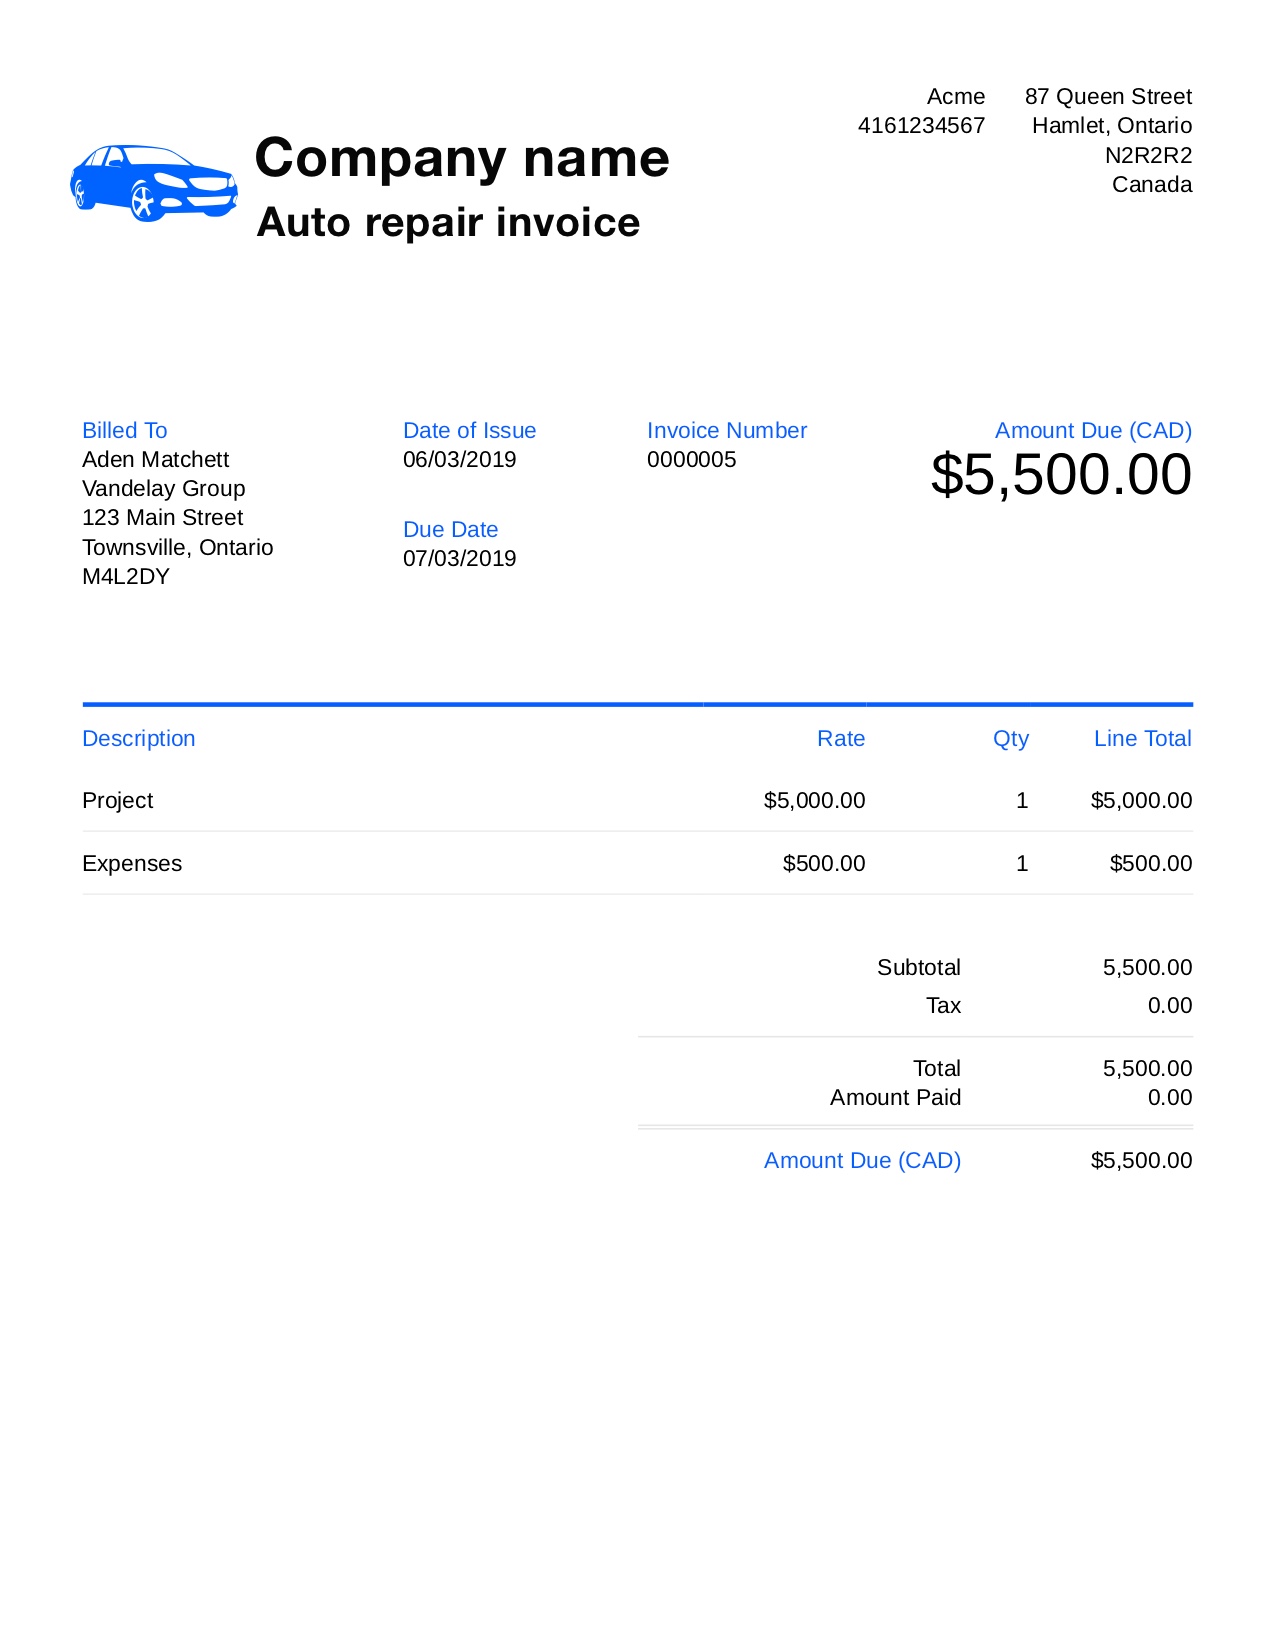 Acme
4161234567
87 Queen Street
Hamlet, Ontario
N2R2R2
Canada
Company name
Auto repair invoice
Billed To
Aden Matchett
Vandelay Group
123 Main Street
Townsville, Ontario
M4L2DY
Date of Issue
06/03/2019
Due Date
07/03/2019
Invoice Number
0000005
Amount Due (CAD)
$5,500.00
Description Rate Qty Line Total
Project $5,000.00 1 $5,000.00
Expenses $500.00 1 $500.00
Subtotal 5,500.00
Tax 0.00
Total 5,500.00
Amount Paid 0.00
Amount Due (CAD) $5,500.00